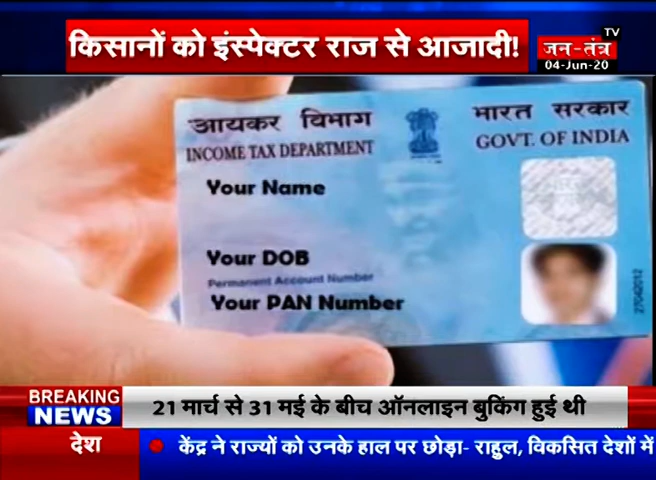 किसानों को इंस्पेक्टर राज से आजादी!
TV
जन-तंत्र
04-Jun-20
आयकर विभाग
INCOME TAX DEPARTMENT
भारत सरकार
GOVT. OF INDIA
Your Name
Your DOB
Permanent Account Number
Your PAN Number
27042012
BREAKING
NEWS
21 मार्च से 31 मई के बीच ऑनलाइन बुकिंग हुई थी
देश
केंद्र ने राज्यों को उनके हाल पर छोड़ा- राहुल, विकसित देशों में